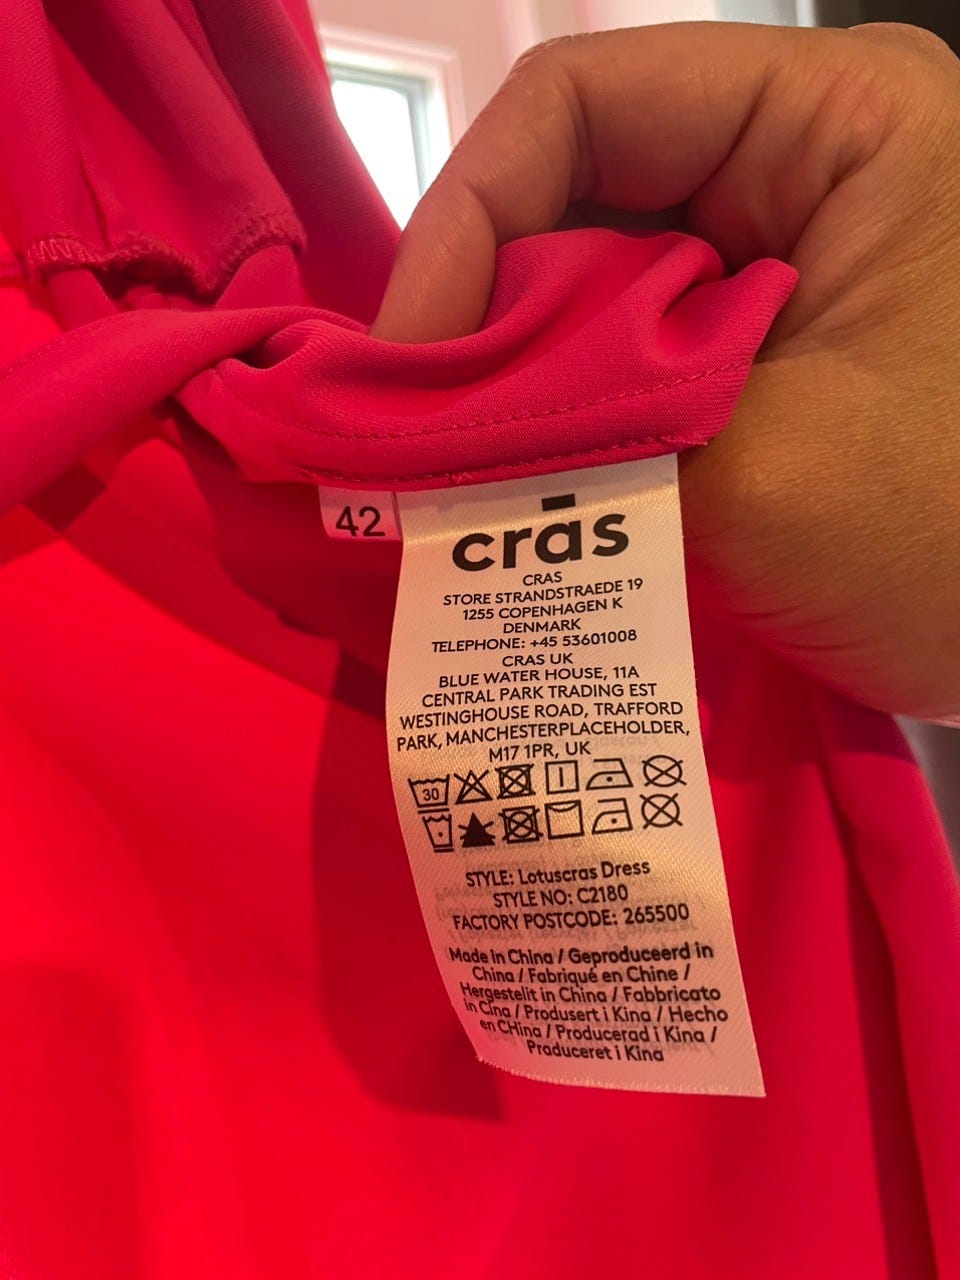 42
crās
CRAS
STORE STRANDSTRAEDE 19
1255 COPENHAGEN K
DENMARK
TELEPHONE: +45 53601008
CRAS UK
BLUE WATER HOUSE, 11A
CENTRAL PARK TRADING EST
WESTINGHOUSE ROAD, TRAFFORD
PARK, MANCHESTERPLACEHOLDER,
M17 1PR, UK
30
STYLE: Lotuscras Dress
STYLE NO: C2180
FACTORY POSTCODE: 265500
Made in China / Geproduceerd in
China / Fabriqué en Chine /
Hergestelit in China / Fabbricato
in Cina / Produsert i Kina / Hecho
en CHina / Producerad i Kina /
Produceret i Kina